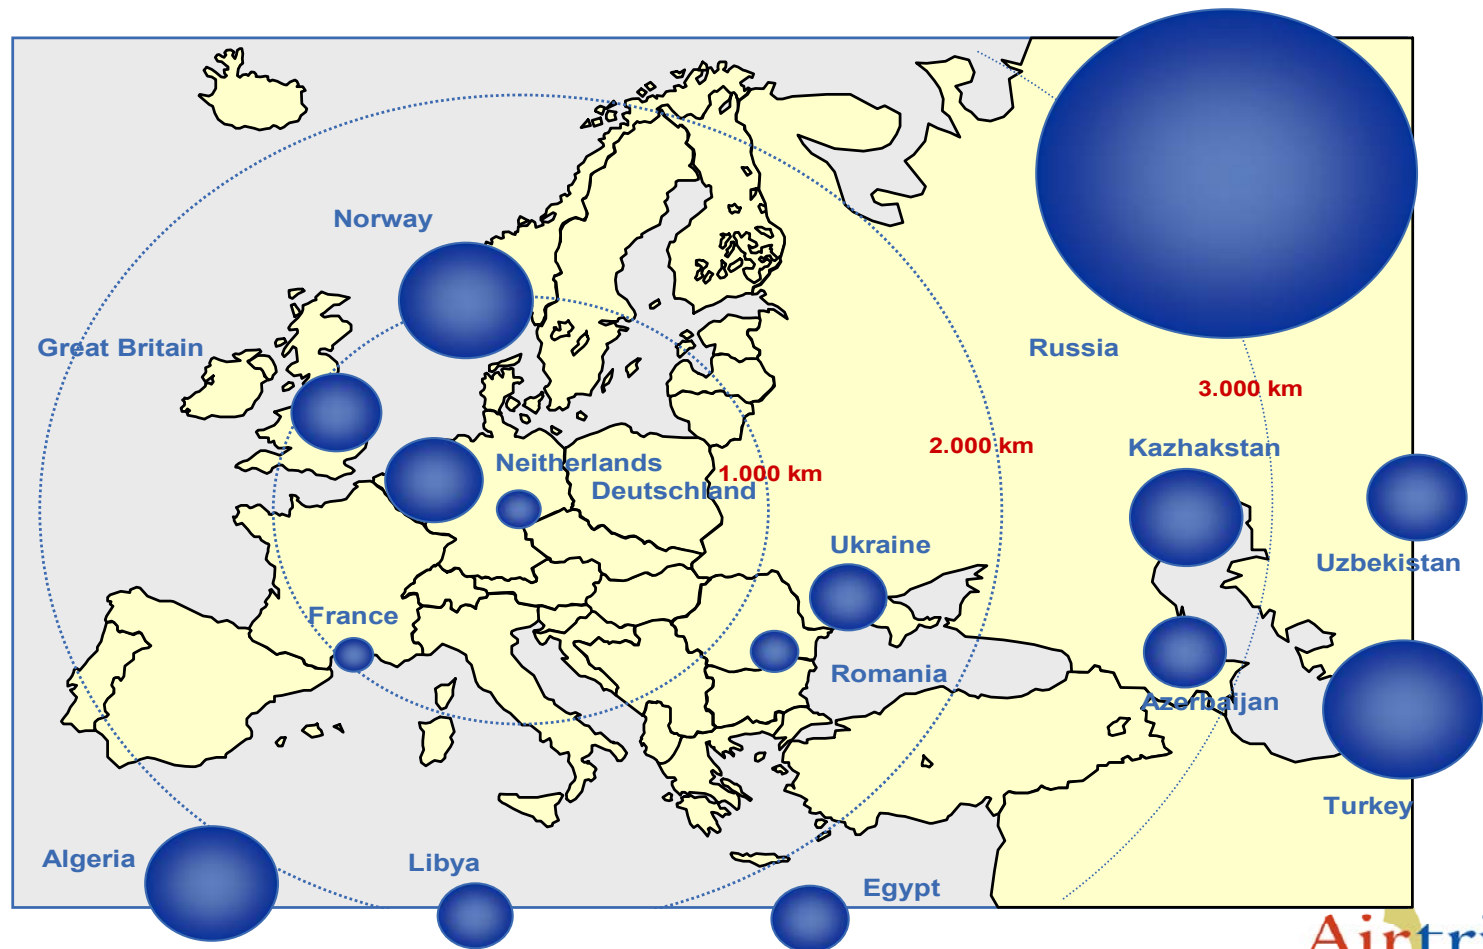 Norway
Great Britain
Russia
3.000 km
2.000 km
Kazhakstan
Neitherlands
1.000 km
Deutschland
Ukraine
Uzbekistan
France
Romania
Azerbaijan
Turkey
Algeria
Libya
Egypt